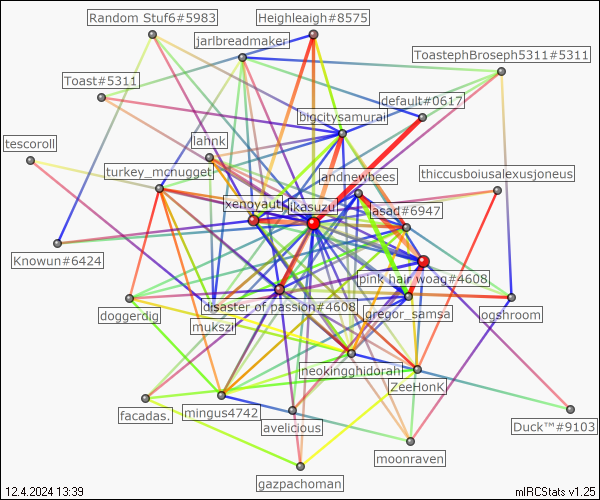 Random Stuf6#5983
Heighleigh#8575
jarlbreadmaker
ToastephBroseph5311#5311
Toast#5311
default#0617
bigcitysamurai
tescoroll
lahnk
turkey_mcnugget
andnewbees
thiccusboiusalexusjoneus
xenoyaut
ikasuzu
asad#6947
Knowun#6424
pink hair woag#4608
disaster of passion#4608
doggerdig
mukszi
gregor_samsa
ogshroom
neokingghidorah
ZeeHonK
facadas.
mingus4742
avelicious
Duck™#9103
moonraven
gazpachoman
12.4.2024 13:39
mIRCStats v1.25